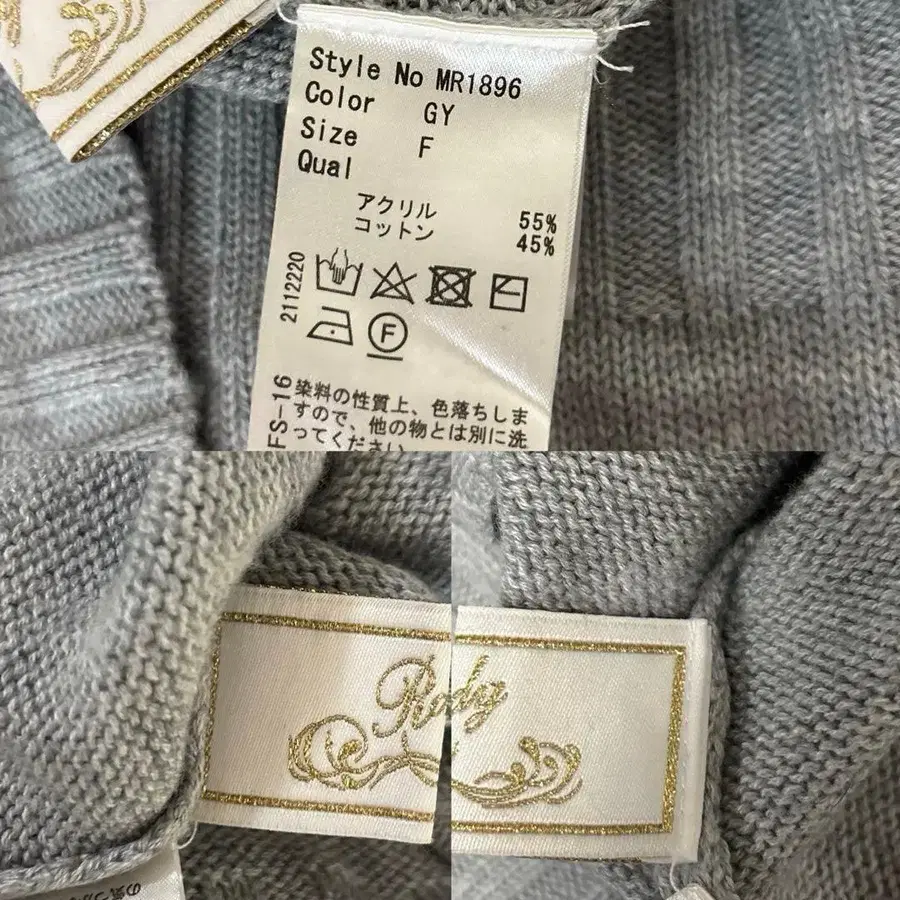 Style No MR1896
Color GY
Size F
Qual
アクリル 55%
コットン 45%
2112220
F
FS-16
染料の性質上、色落ちしま
すので、他の物とは別に洗
ってください